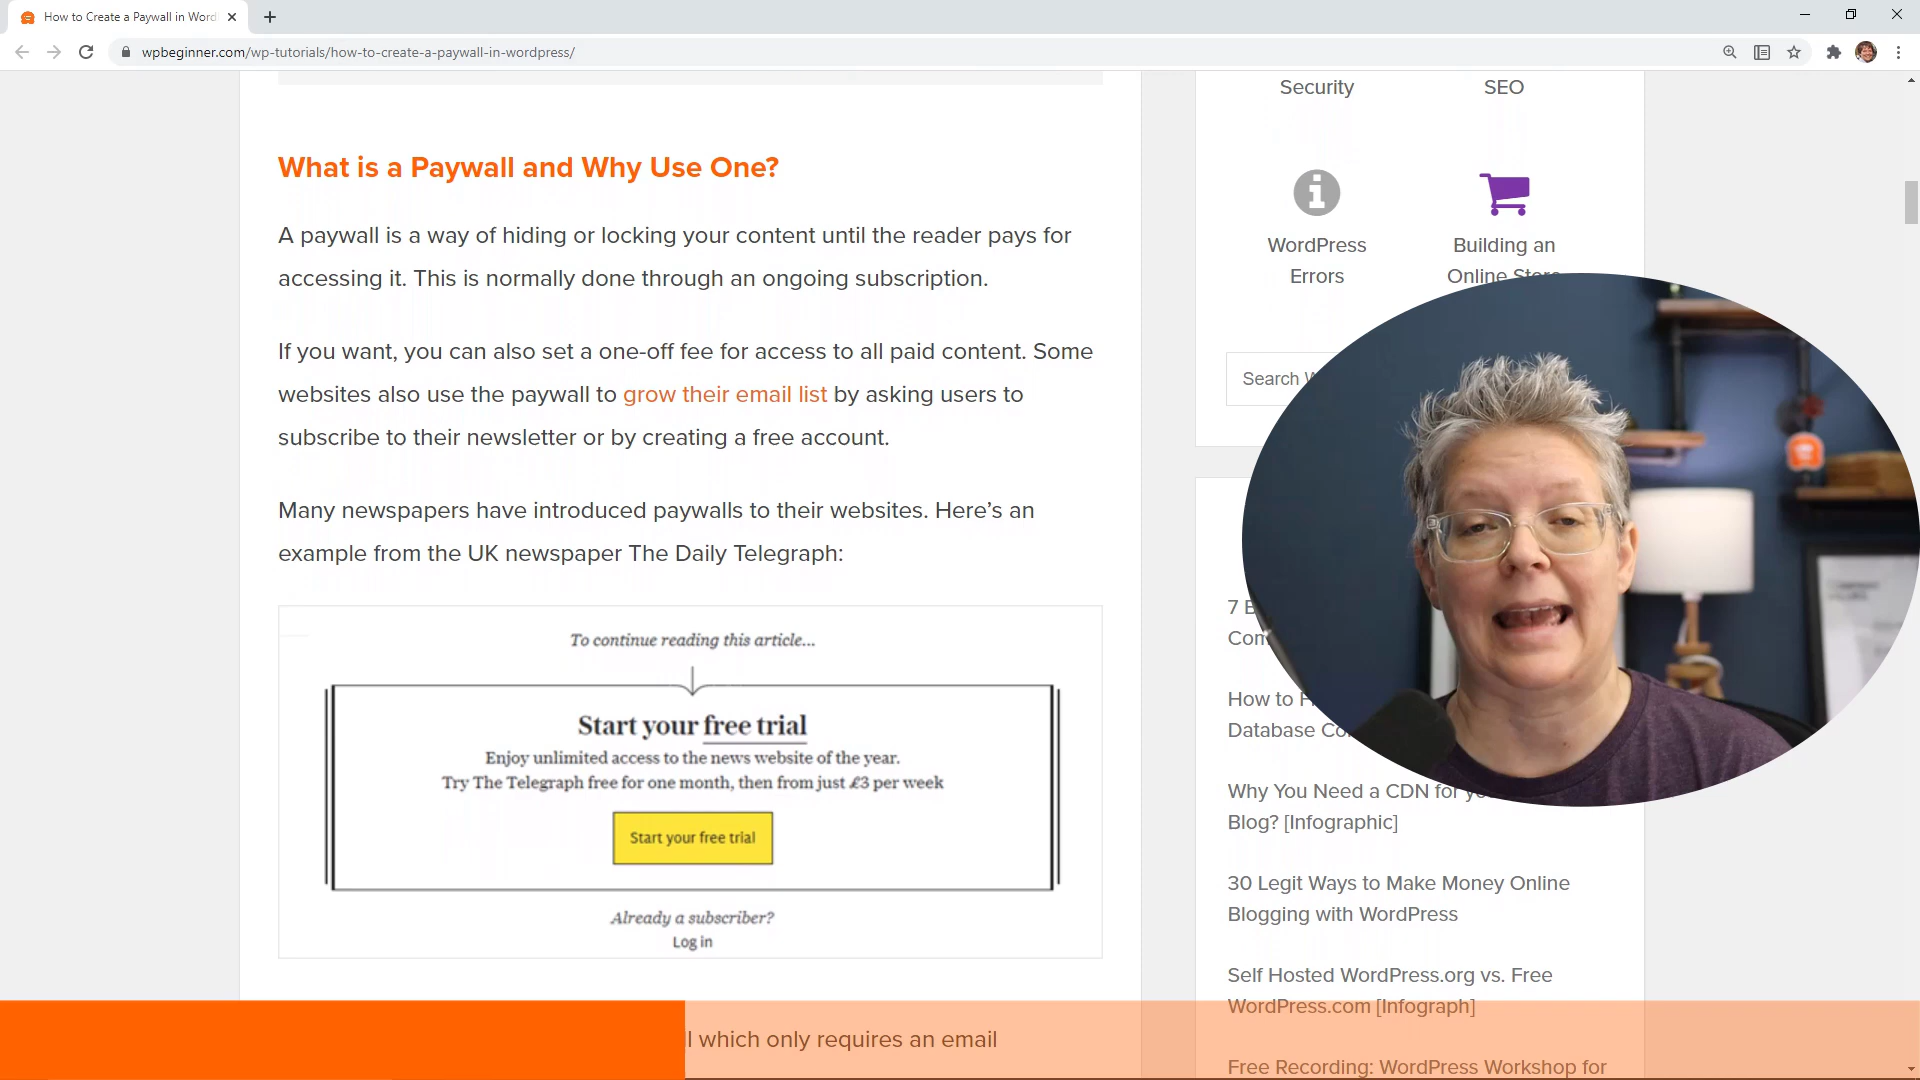 How to Create a Paywall in Word
wpbeginner.com/wp-tutorials/how-to-create-a-paywall-in-wordpress/
What is a Paywall and Why Use One?
A paywall is a way of hiding or locking your content until the reader pays for
accessing it. This is normally done through an ongoing subscription.
If you want, you can also set a one-off fee for access to all paid content. Some
websites also use the paywall to grow their email list by asking users to
subscribe to their newsletter or by creating a free account.
Many newspapers have introduced paywalls to their websites. Here’s an
example from the UK newspaper The Daily Telegraph:
To continue reading this article...
Start your free trial
Enjoy unlimited access to the news website of the year.
Try The Telegraph free for one month, then from just £3 per week
Start your free trial
Already a subscriber?
Log in
which only requires an email
Security
SEO
WordPress
Errors
Building an
Online Store
Search
7
How to
Database
Why You Need a CDN for
Blog? [Infographic]
30 Legit Ways to Make Money Online
Blogging with WordPress
Self Hosted WordPress.org vs. Free
WordPress.com [Infograph]
Free Recording: WordPress Workshop for